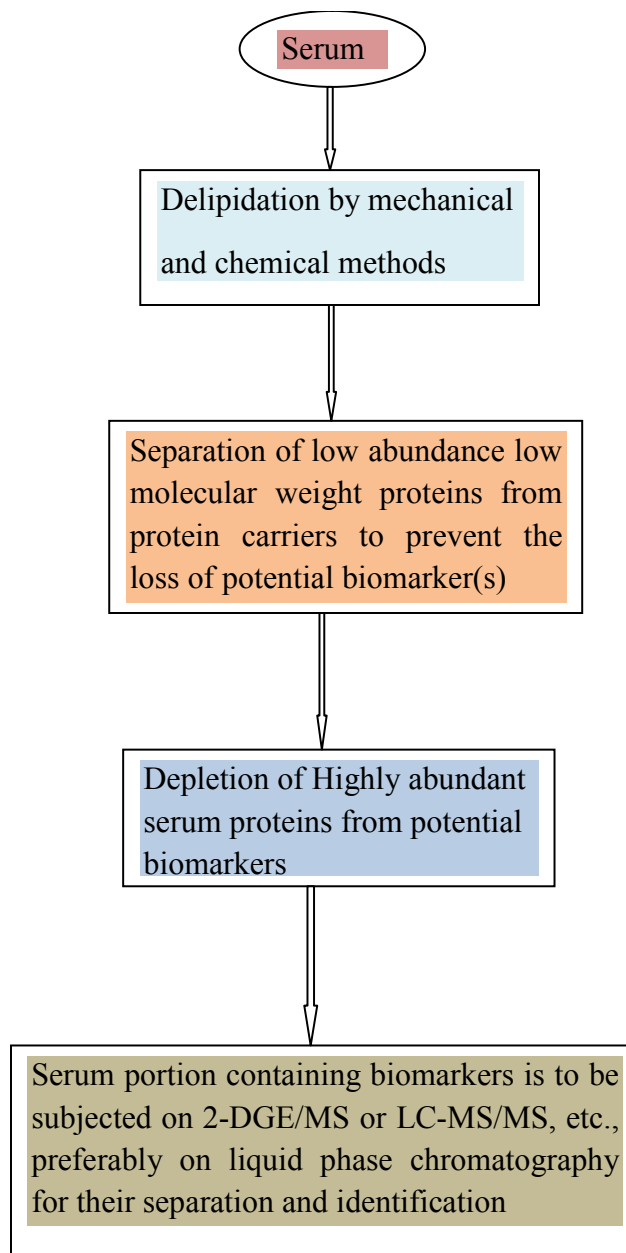 Serum
Delipidation by mechanical
and chemical methods
Separation of low abundance low
molecular weight proteins from
protein carriers to prevent the
loss of potential biomarker(s)
Depletion of Highly abundant
serum proteins from potential
biomarkers
Serum portion containing biomarkers is to be
subjected on 2-DGE/MS or LC-MS/MS, etc.,
preferably on liquid phase chromatography
for their separation and identification